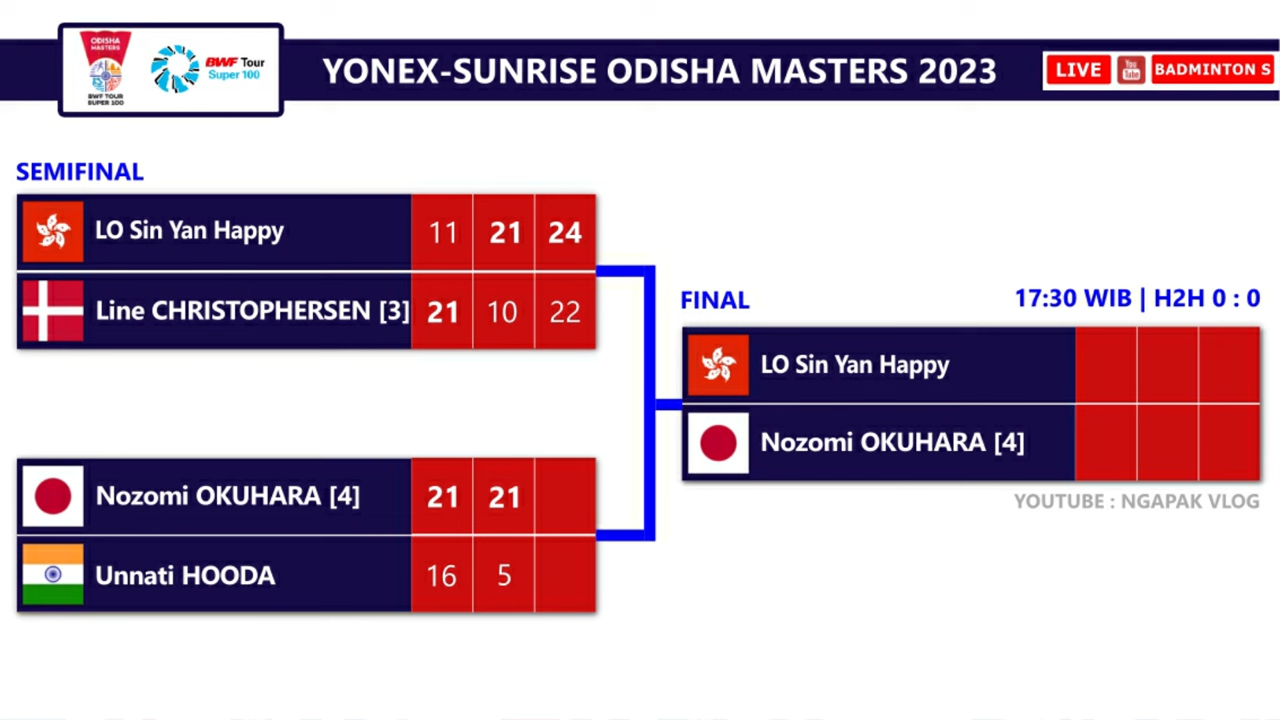 ODISHA
MASTERS
BWF TOUR
SUPER 100
BWF Tour
Super 100
YONEX-SUNRISE ODISHA MASTERS 2023
LIVE
You
Tube
BADMINTON S
SEMIFINAL
LO Sin Yan Happy 11 21 24
Line CHRISTOPHERSEN [3] 21 10 22
Nozomi OKUHARA [4] 21 21
Unnati HOODA 16 5
FINAL 17:30 WIB | H2H 0 : 0
LO Sin Yan Happy
Nozomi OKUHARA [4]
YOUTUBE : NGAPAK VLOG